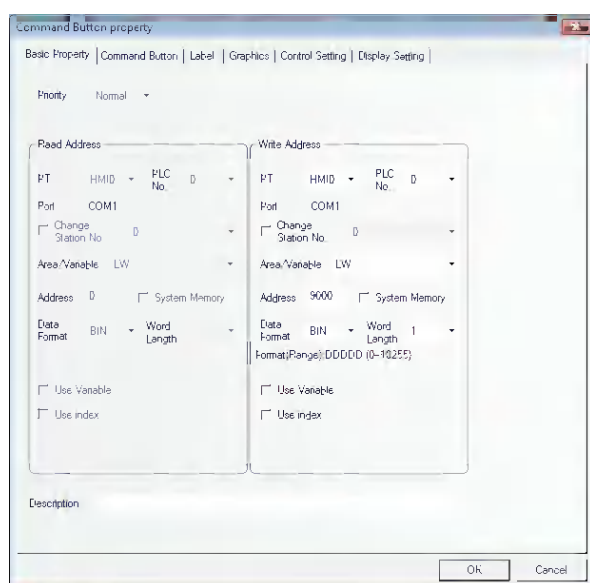 Command Button property
Basic Property | Command Button | Label | Graphics | Control Setting | Display Setting |
Priority Normal
Read Address
PT HMI0 PLC No. 0
Port COM1
Change Station No 0
Area/Variable LW
Address 0 System Memory
Data Format BIN Word Length
Use Variable
Use index
Write Address
PT HMI0 PLC No. 0
Port COM1
Change Station No. 0
Area/Variable LW
Address 9000 System Memory
Data Format BIN Word Length 1
Format(Range):DDDDD (0~10255)
Use Variable
Use index
Description
OK Cancel